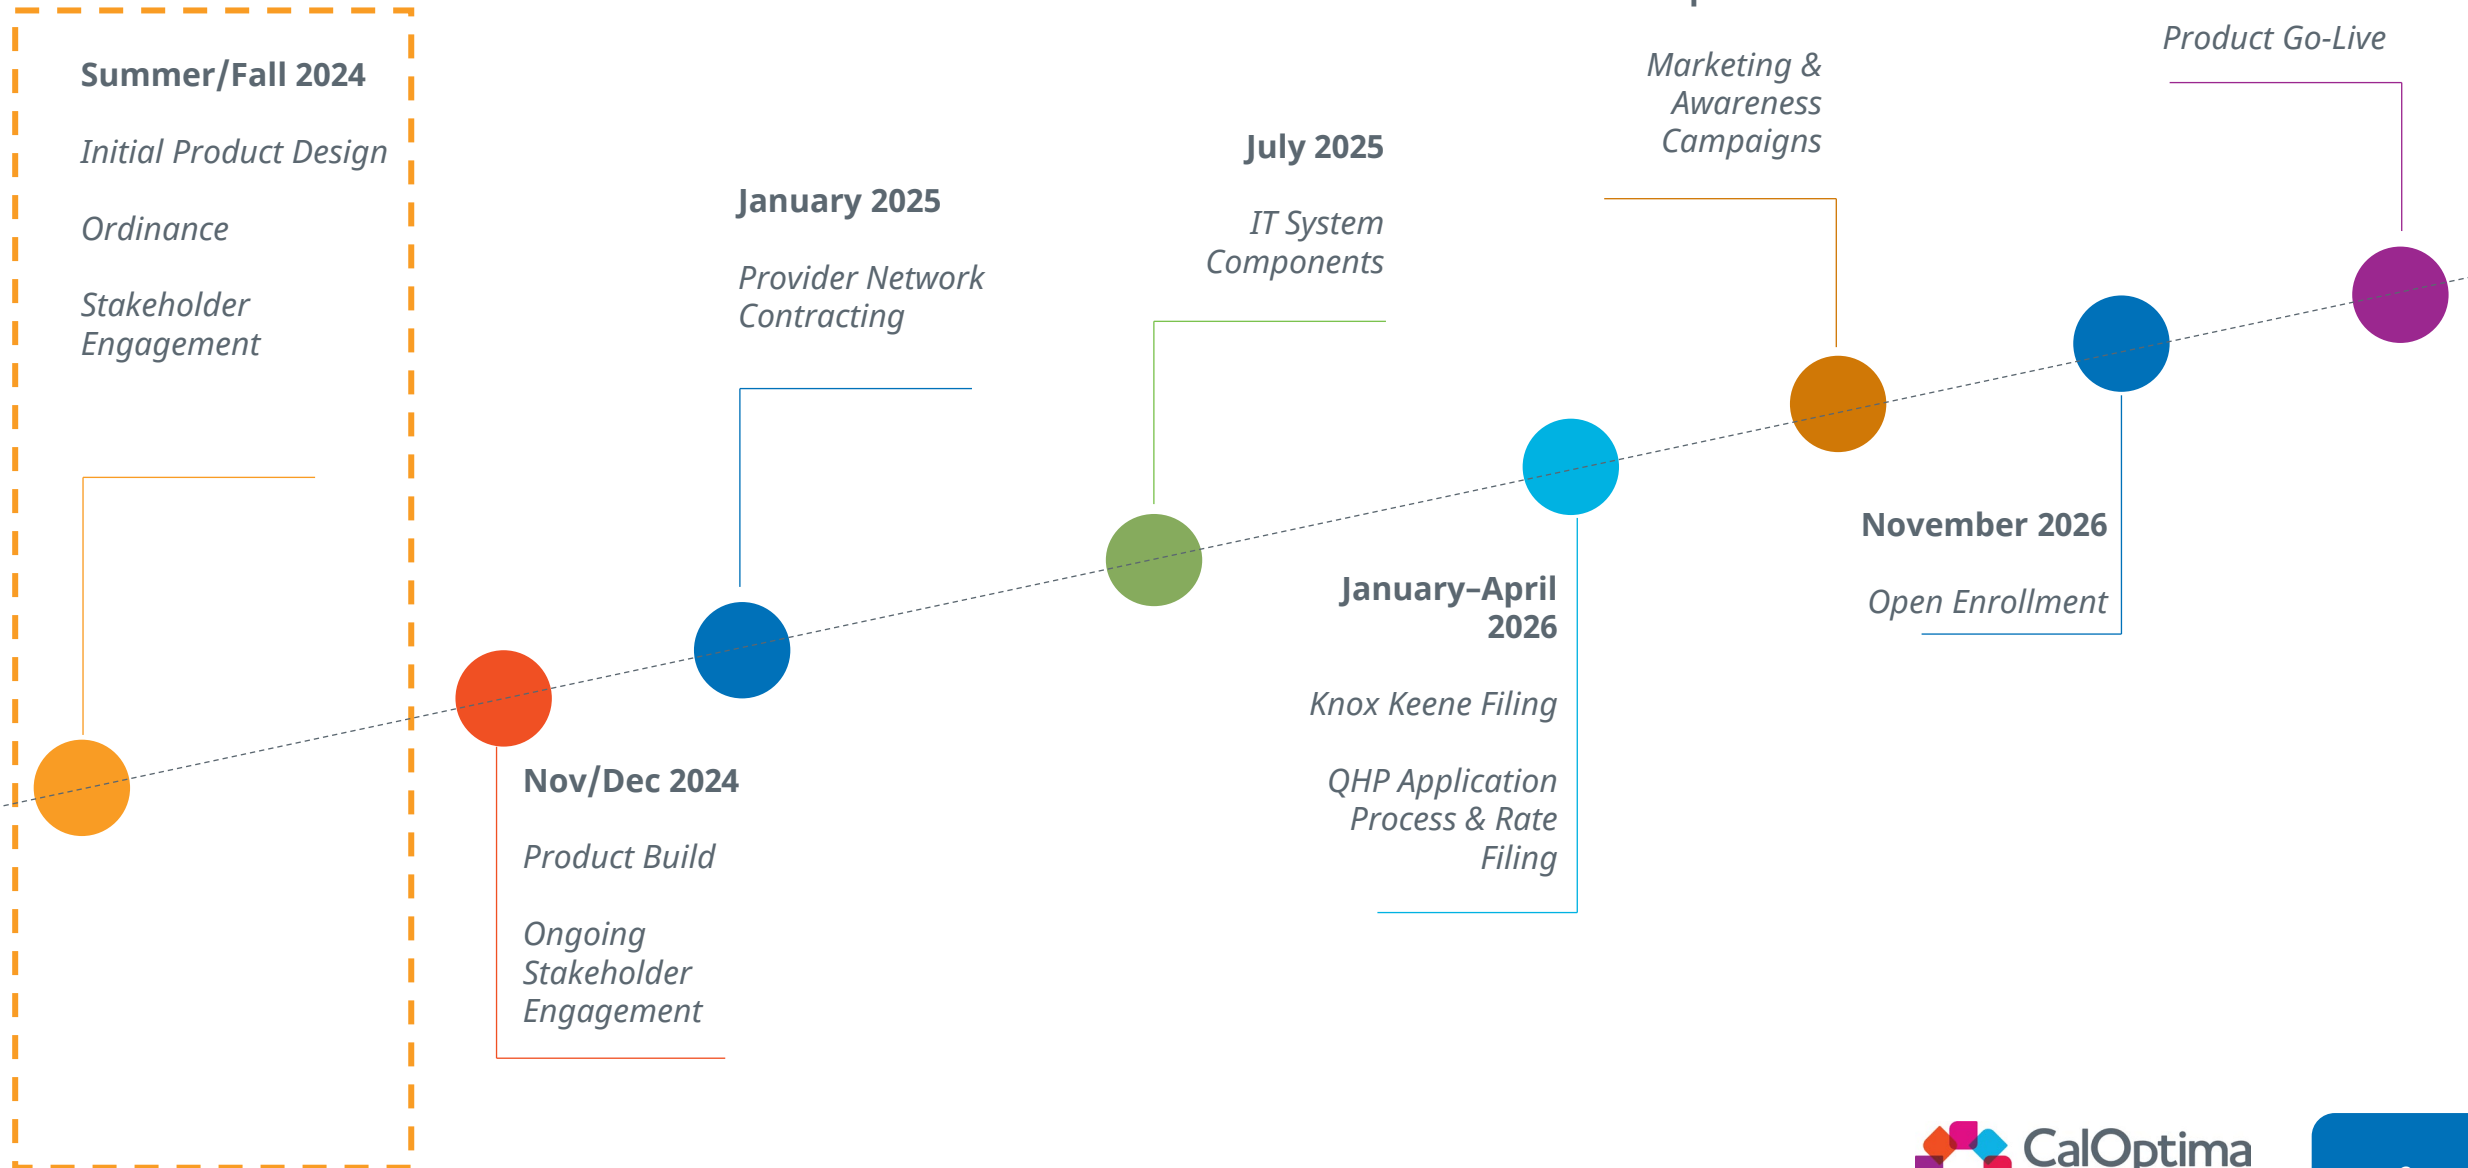 Summer/Fall 2024
Initial Product Design
Ordinance
Stakeholder
Engagement
Nov/Dec 2024
Product Build
Ongoing
Stakeholder
Engagement
January 2025
Provider Network
Contracting
July 2025
IT System
Components
January–April
2026
Knox Keene Filing
QHP Application
Process & Rate
Filing
Marketing &
Awareness
Campaigns
November 2026
Open Enrollment
Product Go-Live
CalOptima